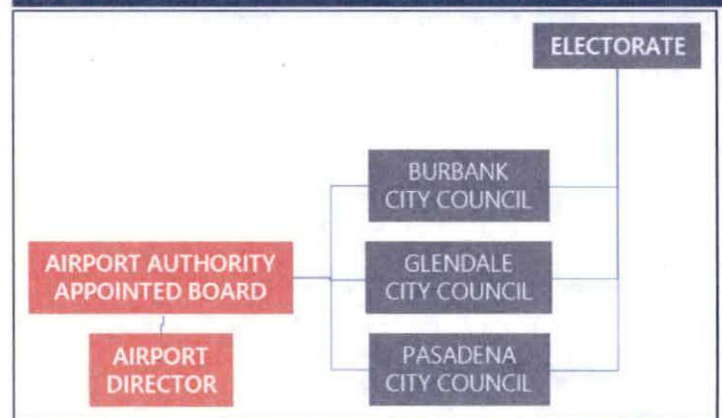 ELECTORATE
BURBANK
CITY COUNCIL
AIRPORT AUTHORITY
APPOINTED BOARD
GLENDALE
CITY COUNCIL
AIRPORT
DIRECTOR
PASADENA
CITY COUNCIL